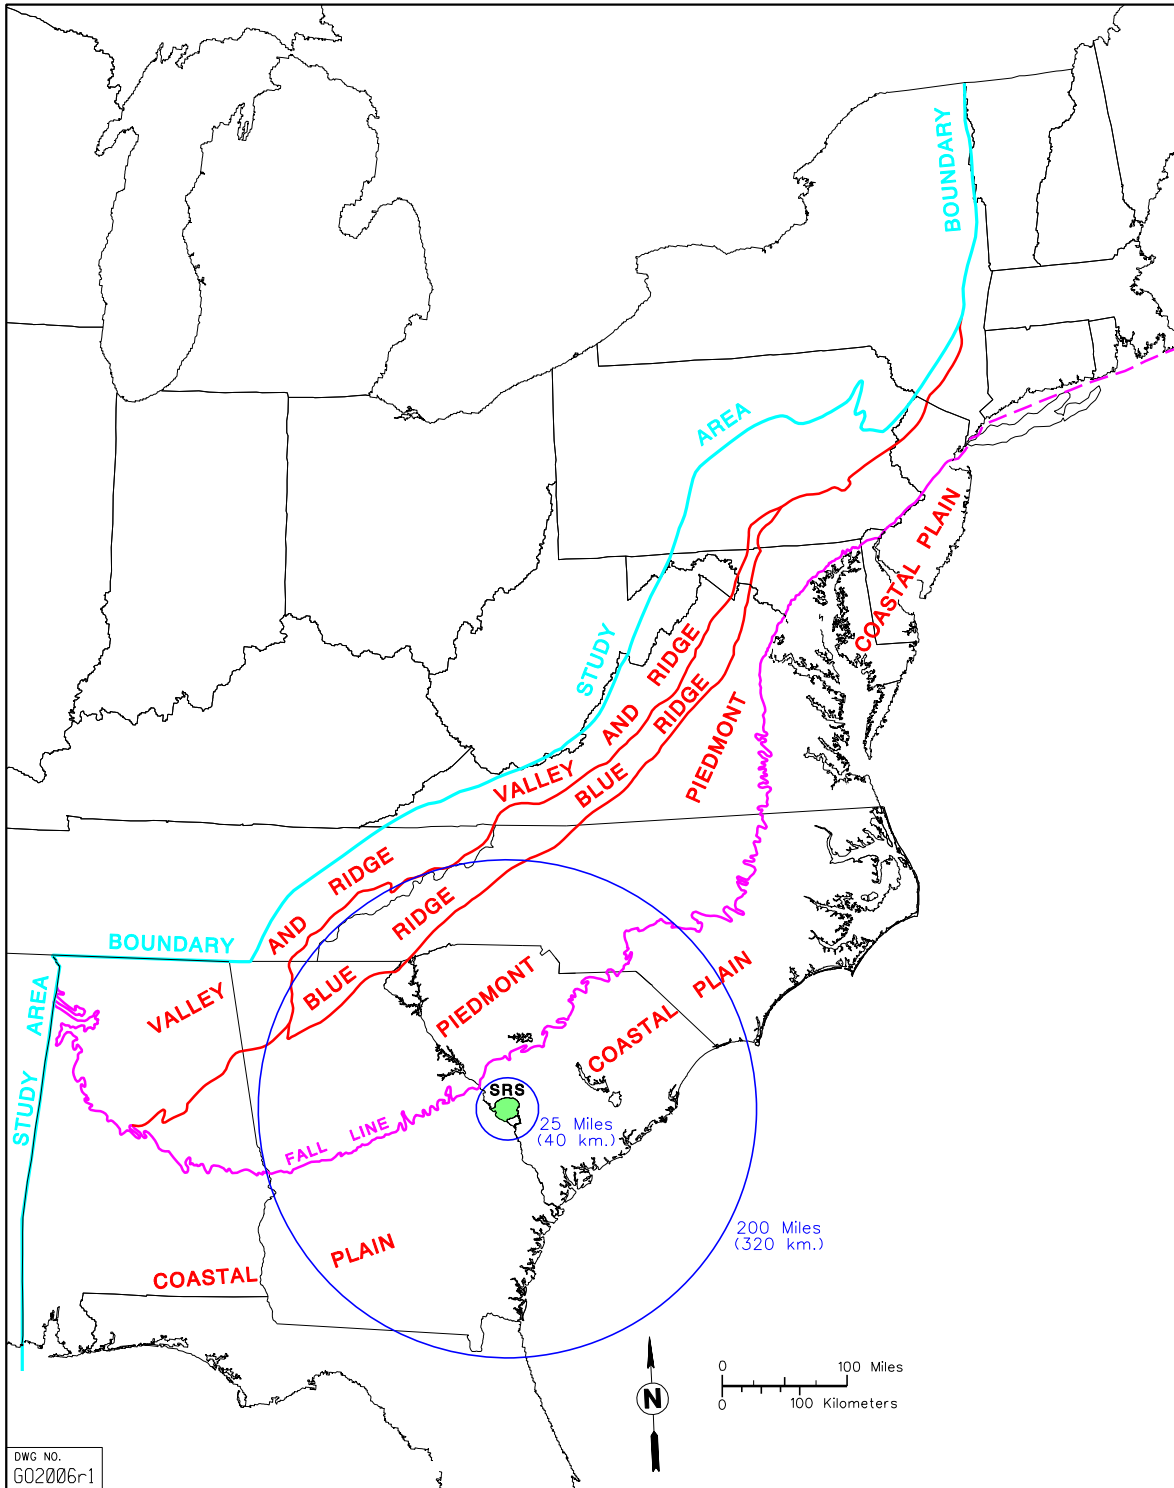 BOUNDARY
AREA
STUDY
COASTAL PLAIN
VALLEY AND RIDGE
BLUE RIDGE
PIEDMONT
AND RIDGE
BLUE RIDGE
BOUNDARY
VALLEY
PIEDMONT
COASTAL PLAIN
STUDY AREA
FALL LINE
SRS
25 Miles
(40 km.)
200 Miles
(320 km.)
COASTAL PLAIN
N
0 100 Miles
0 100 Kilometers
DWG NO.
GO2006r1